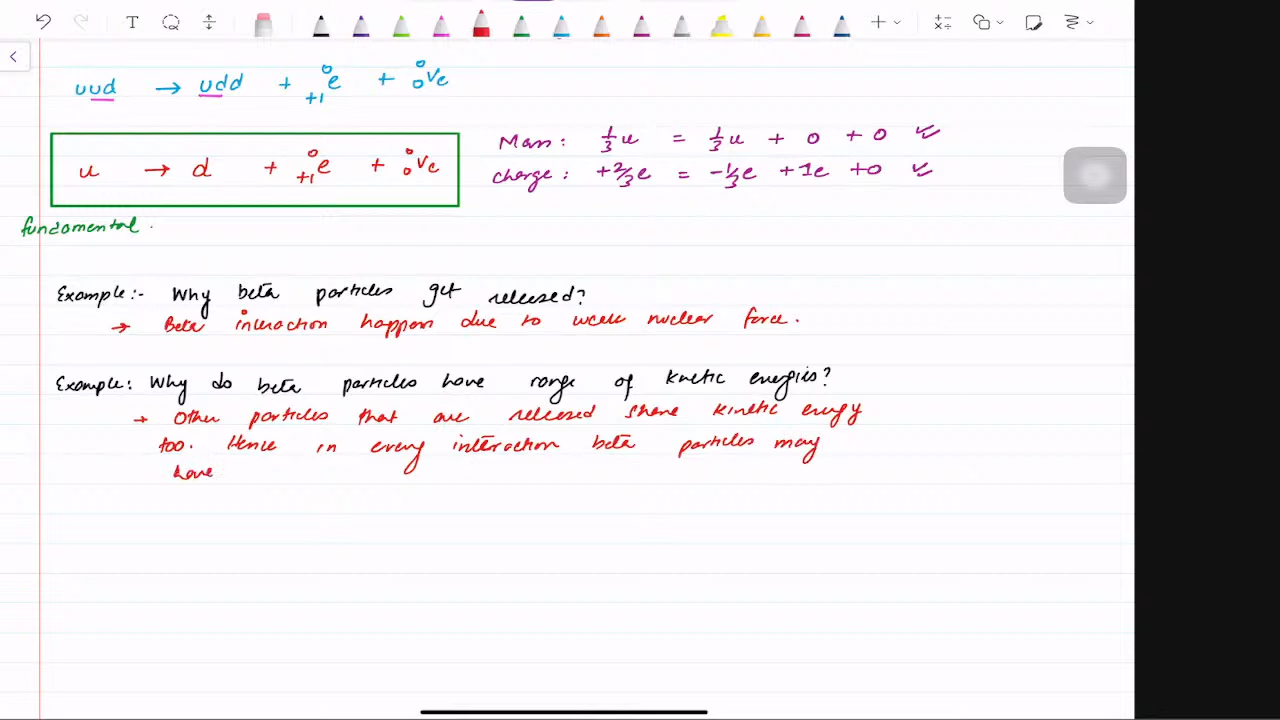 uud → udd + ⁰₊₁e + ⁰₀νe
u → d + ⁰₊₁e + ⁰₀νe
Mass: 1/3u = 1/3u + 0 + 0 ✓
charge: +2/3e = -1/3e + 1e + 0 ✓
fundamental.
Example:- Why beta particles get released?
→ Beta interaction happen due to weak nuclear force.
Example: Why do beta particles have range of kinetic energies?
→ Other particles that are released share kinetic energy
too. Hence in every interaction beta particles may
have